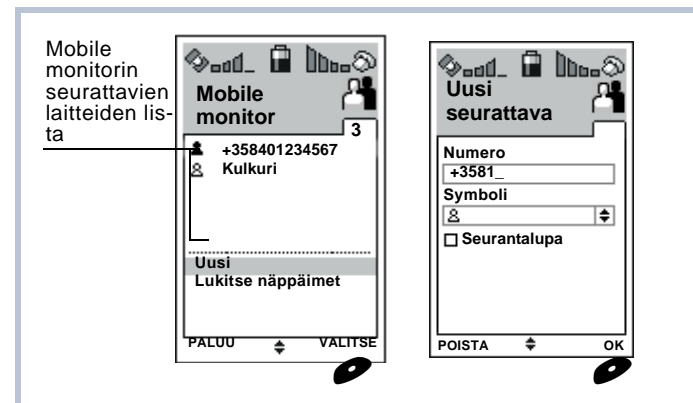 Mobile
monitorin
seurattavien
laitteiden lis-
ta
Mobile
monitor
3
+358401234567
Kulkuri
Uusi
Lukitse näppäimet
PALUU VALITSE
Uusi
seurattava
Numero
+3581_
Symboli
Seurantalupa
POISTA OK